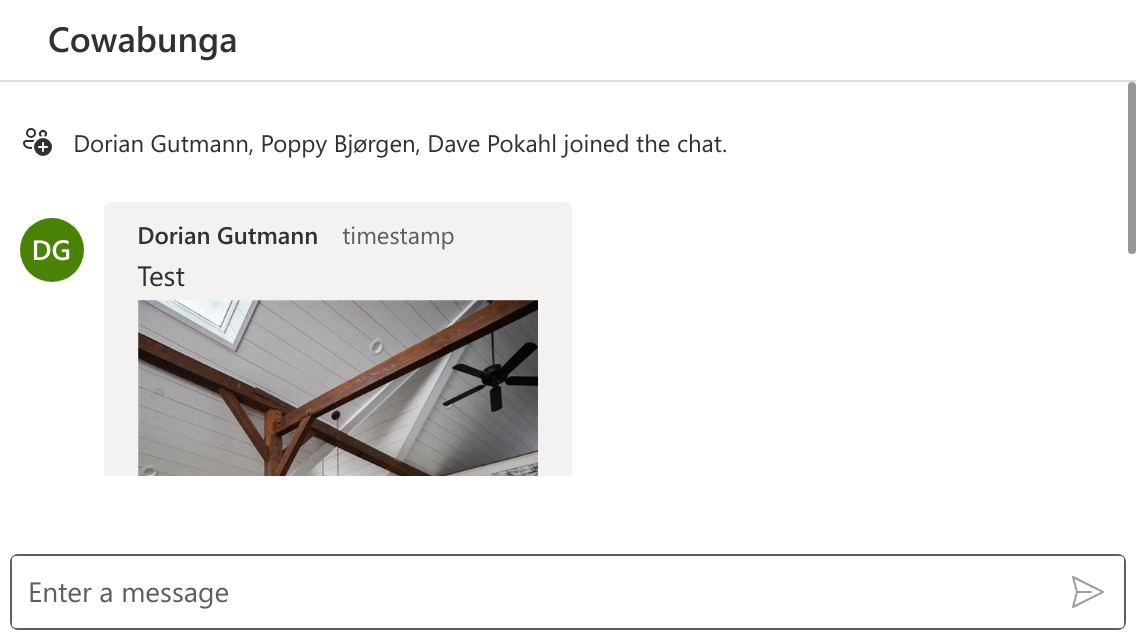 Cowabunga
Dorian Gutmann, Poppy Bjørgen, Dave Pokahl joined the chat.
DG
Dorian Gutmann timestamp
Test
Enter a message